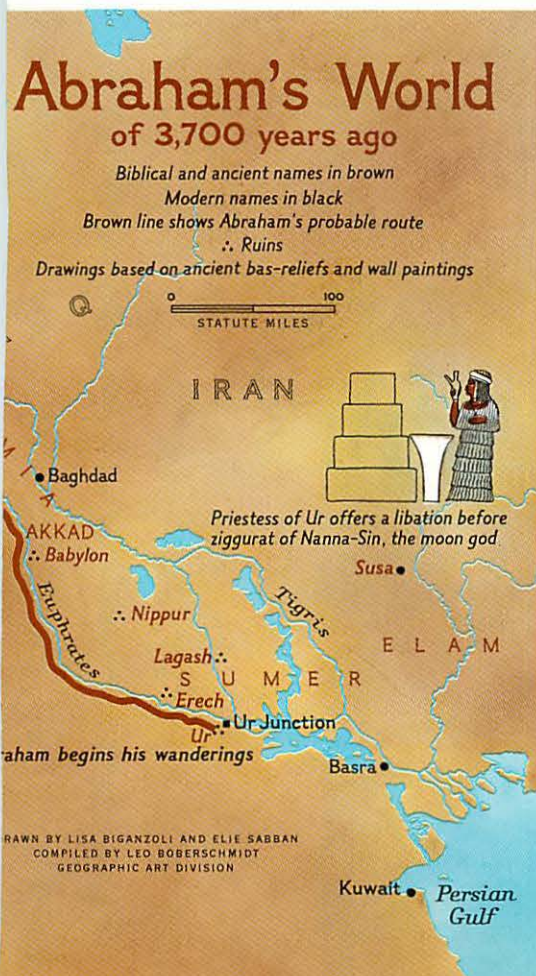 Abraham's World
of 3,700 years ago
Biblical and ancient names in brown
Modern names in black
Brown line shows Abraham's probable route
∴ Ruins
Drawings based on ancient bas-reliefs and wall paintings
Q
0 100
STATUTE MILES
IRAN
M I A
Baghdad
Priestess of Ur offers a libation before
ziggurat of Nanna-Sin, the moon god
AKKAD
Babylon
Susa
Euphrates
Nippur
Tigris
ELAM
Lagash
SUMER
Erech
Ur Junction
Ur
raham begins his wanderings
Basra
RAWN BY LISA BIGANZOLI AND ELIE SABBAN
COMPILED BY LEO BOBERSCHMIDT
GEOGRAPHIC ART DIVISION
Kuwait
Persian
Gulf